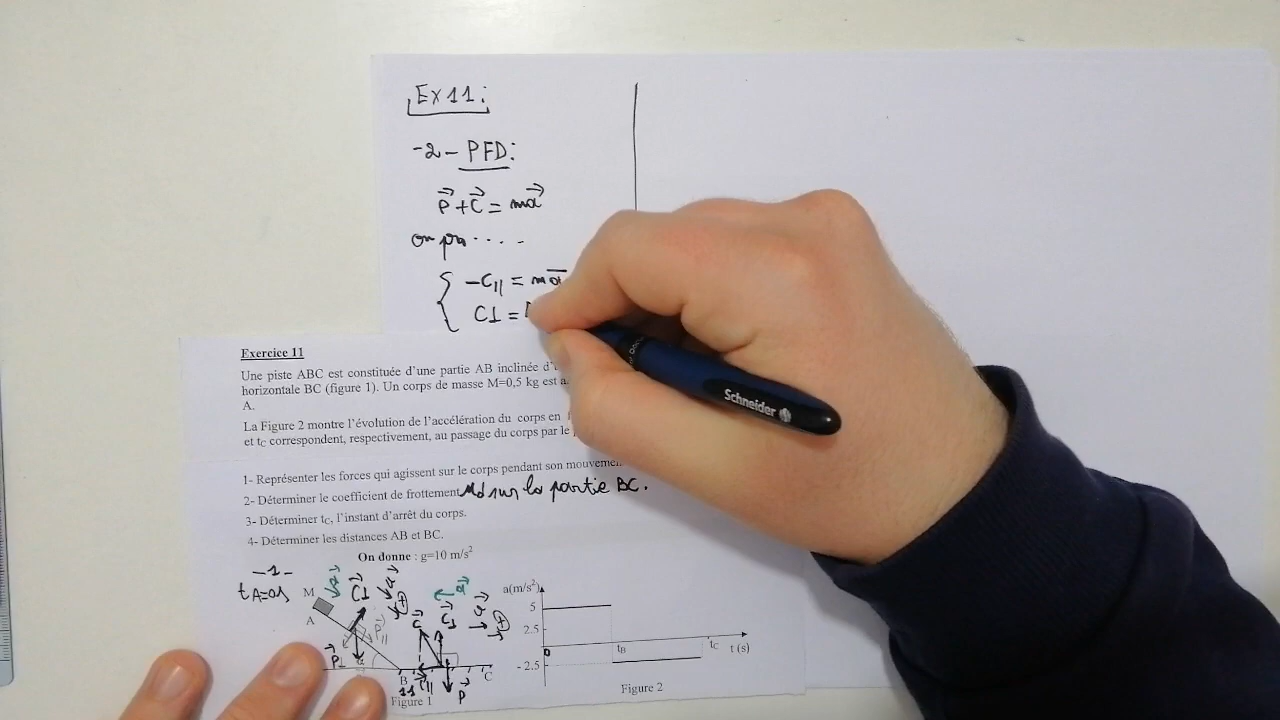 Ex 11:
-2- PFD:
P + C = ma
on pr....
-C|| = ma
C⊥ =
Exercice 11
Une piste ABC est constituée d'une partie AB inclinée d'
horizontale BC (figure 1). Un corps de masse M=0,5 kg est a
A.
La Figure 2 montre l'évolution de l'accélération du corps en
et tC correspondent, respectivement, au passage du corps par le
1- Représenter les forces qui agissent sur le corps pendant son mouveme
2- Déterminer le coefficient de frottement μd sur la partie BC.
3- Déterminer tC, l'instant d'arrêt du corps.
4- Déterminer les distances AB et BC.
On donne : g=10 m/s²
-1-
tA=0s
M
A
C⊥
P||
P⊥
B
C
C||
P
Figure 1
a(m/s²)
5
2.5
0
- 2.5
tB
tC
t (s)
Figure 2
Schneider